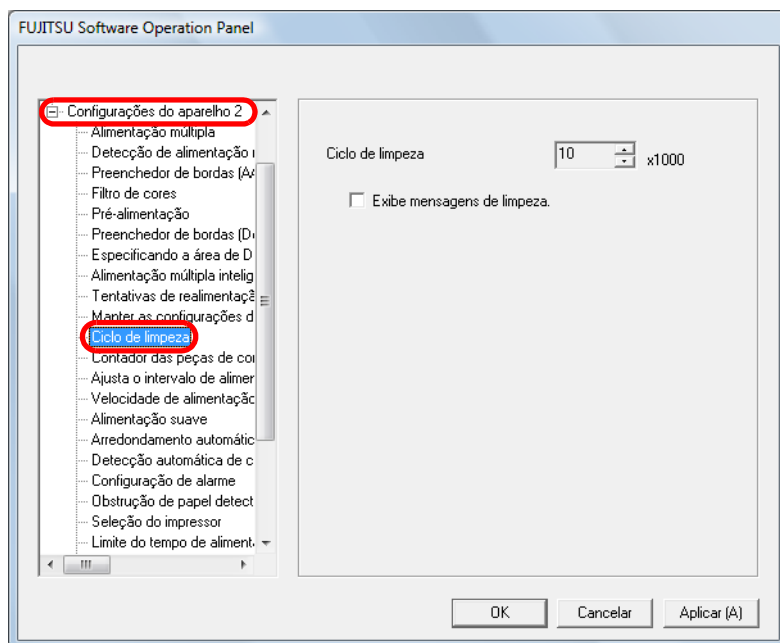 FUJITSU Software Operation Panel
Configurações do aparelho 2
Alimentação múltipla
Detecção de alimentação
Preenchedor de bordas (A
Filtro de cores
Pré-alimentação
Preenchedor de bordas (D
Especificando a área de D
Alimentação múltipla intelig
Tentativas de realimentaçã
Manter as configurações d
Ciclo de limpeza
Contador das peças de co
Ajusta o intervalo de alimer
Velocidade de alimentação
Alimentação suave
Arredondamento automátic
Detecção automática de c
Configuração de alarme
Obstrução de papel detect
Seleção do impressor
Limite do tempo de aliment
Ciclo de limpeza 10 x1000
Exibe mensagens de limpeza.
OK Cancelar Aplicar (A)